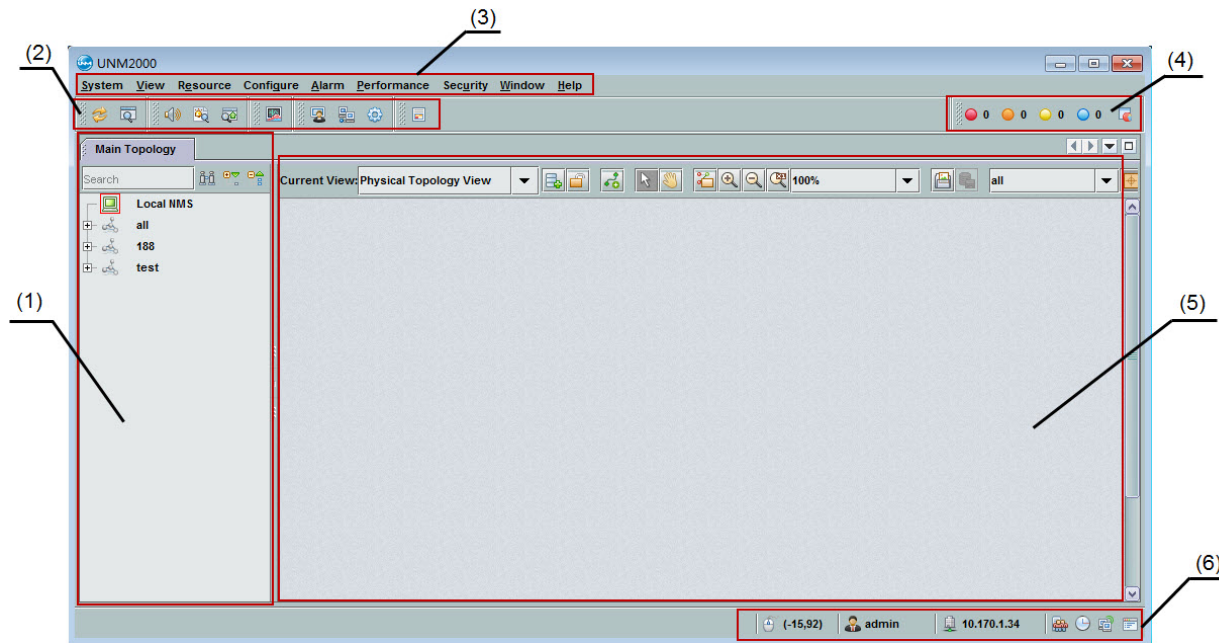 (3)
(2)
(4)
UNM2000
System View Resource Configure Alarm Performance Security Window Help
0 0 0 0
Main Topology
Search
Current View: Physical Topology View 100% all
Local NMS
all
188
test
(1)
(5)
(6)
(-15,92) admin 10.170.1.34